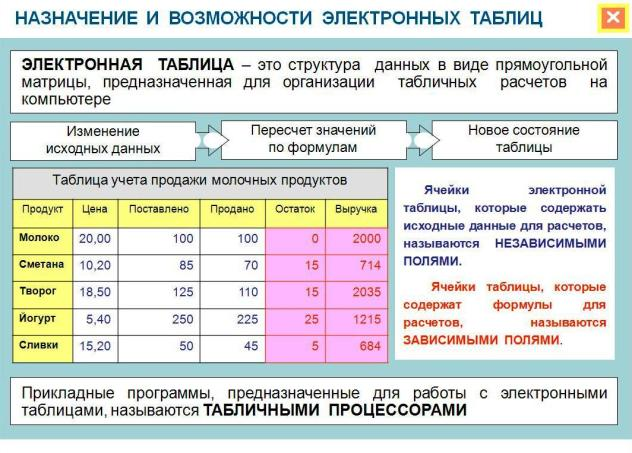 НАЗНАЧЕНИЕ И ВОЗМОЖНОСТИ ЭЛЕКТРОННЫХ ТАБЛИЦ
ЭЛЕКТРОННАЯ ТАБЛИЦА – это структура данных в виде прямоугольной
матрицы, предназначенная для организации табличных расчетов на
компьютере
Изменение
исходных данных
Пересчет значений
по формулам
Новое состояние
таблицы
Таблица учета продажи молочных продуктов
Продукт Цена Поставлено Продано Остаток Выручка
Молоко 20,00 100 100 0 2000
Сметана 10,20 85 70 15 714
Творог 18,50 125 110 15 2035
Йогурт 5,40 250 225 25 1215
Сливки 15,20 50 45 5 684
Ячейки электронной
таблицы, которые содержать
исходные данные для расчетов,
называются НЕЗАВИСИМЫМИ
ПОЛЯМИ.
Ячейки таблицы, которые
содержат формулы для
расчетов, называются
ЗАВИСИМЫМИ ПОЛЯМИ.
Прикладные программы, предназначенные для работы с электронными
таблицами, называются ТАБЛИЧНЫМИ ПРОЦЕССОРАМИ